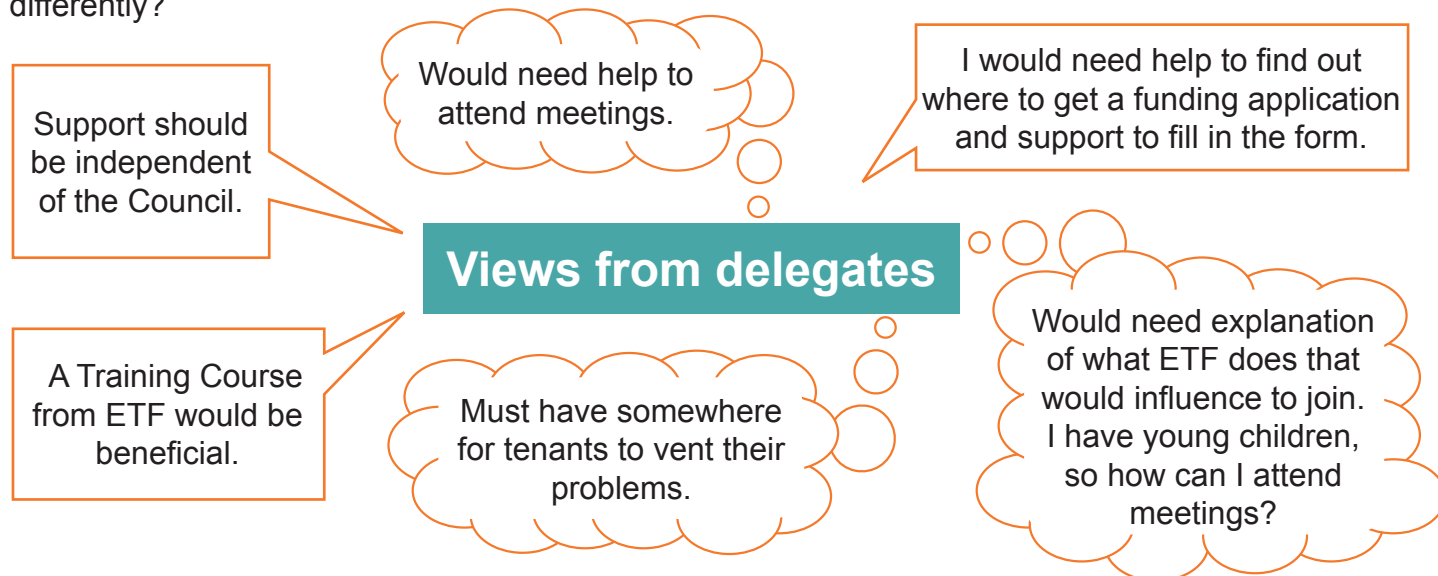 differently?
Would need help to
attend meetings.
I would need help to find out
where to get a funding application
and support to fill in the form.
Support should
be independent
of the Council.
Views from delegates
A Training Course
from ETF would be
beneficial.
Must have somewhere
for tenants to vent their
problems.
Would need explanation
of what ETF does that
would influence to join.
I have young children,
so how can I attend
meetings?